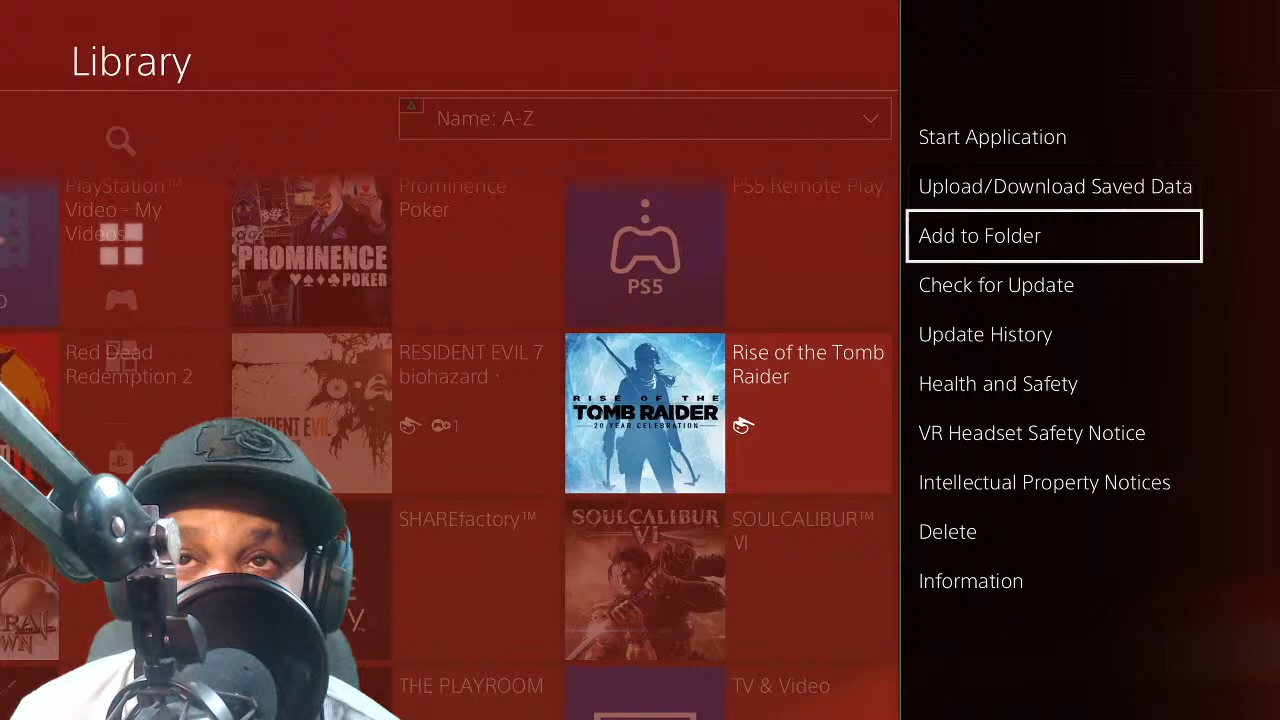 Library
Name: A-Z
PlayStation™
Video - My
Videos
PROMINENCE
POKER
Prominence
Poker
PS5
PS5 Remote Play
Red Dead
Redemption 2
RESIDENT EVIL 7
biohazard
1
RISE OF THE
TOMB RAIDER
20 YEAR CELEBRATION
Rise of the Tomb
Raider
SHAREfactory™
SOULCALIBUR
VI
SOULCALIBUR™
VI
THE PLAYROOM
TV & Video
Start Application
Upload/Download Saved Data
Add to Folder
Check for Update
Update History
Health and Safety
VR Headset Safety Notice
Intellectual Property Notices
Delete
Information